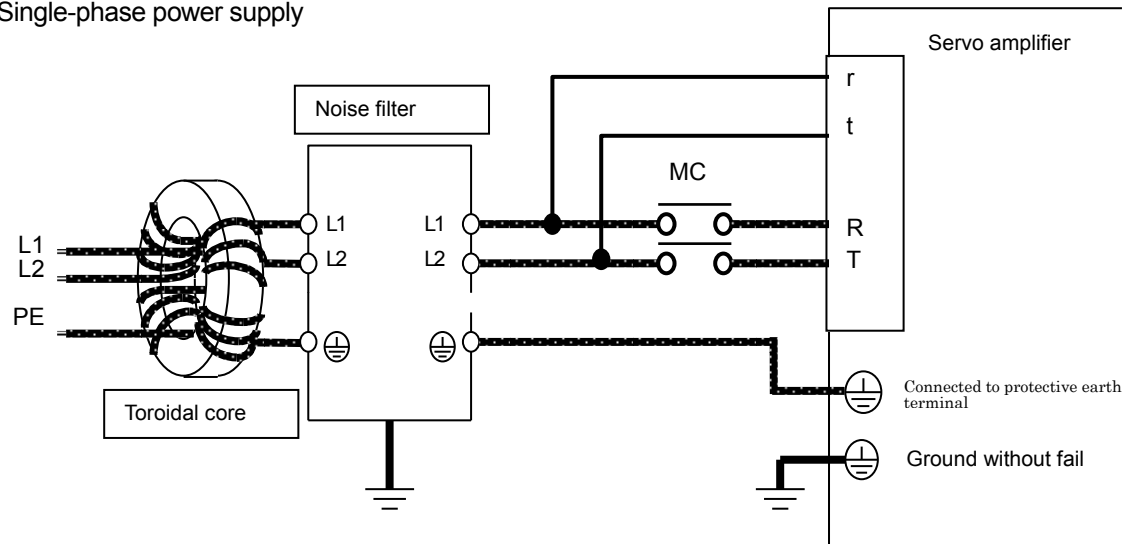 Single-phase power supply
Servo amplifier
r
Noise filter
t
MC
L1
L1
R
L1
L2
L2
T
L2
PE
Connected to protective earth
terminal
Toroidal core
Ground without fail